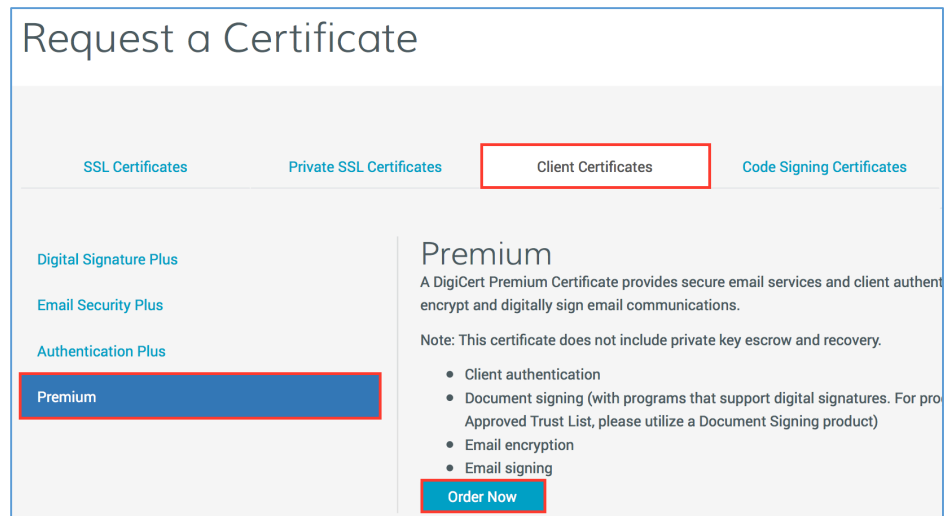 Request a Certificate
SSL Certificates
Private SSL Certificates
Client Certificates
Code Signing Certificates
Digital Signature Plus
Email Security Plus
Authentication Plus
Premium
Premium
A DigiCert Premium Certificate provides secure email services and client authent
encrypt and digitally sign email communications.
Note: This certificate does not include private key escrow and recovery.
• Client authentication
• Document signing (with programs that support digital signatures. For pro
Approved Trust List, please utilize a Document Signing product)
• Email encryption
• Email signing
Order Now